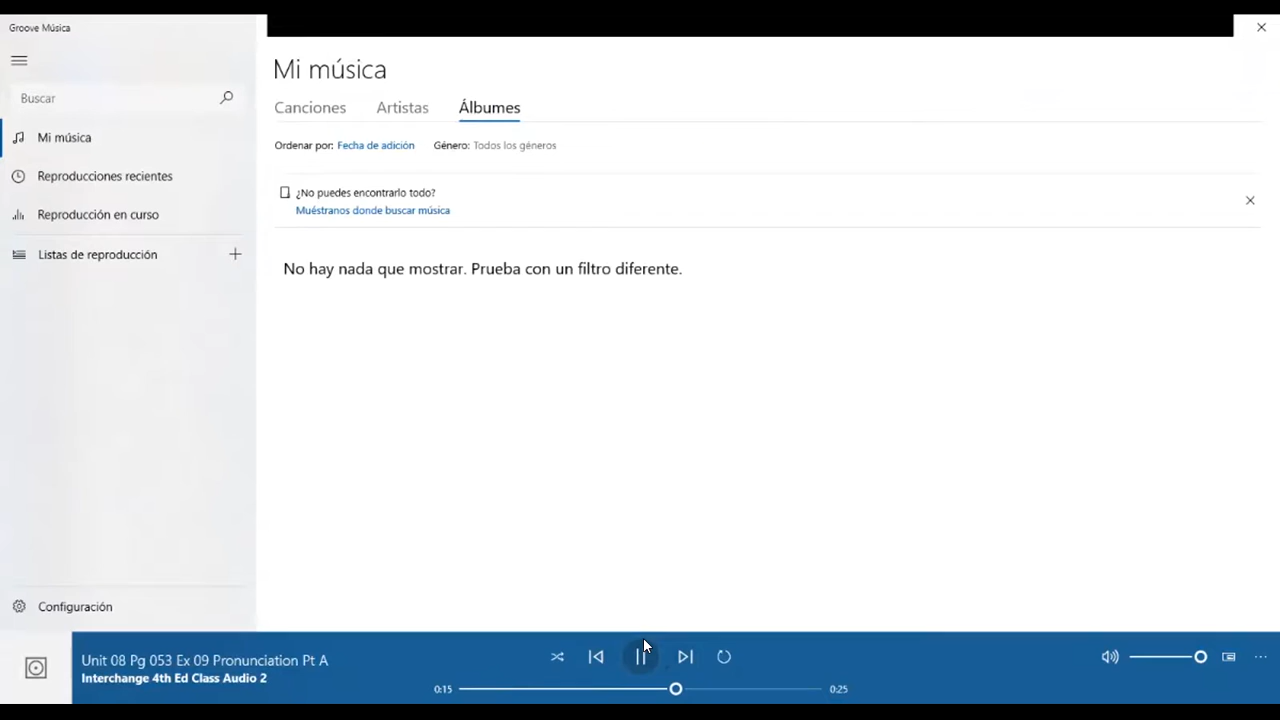 Groove Música
Buscar
Mi música
Reproducciones recientes
Reproducción en curso
Listas de reproducción
Configuración
Mi música
Canciones Artistas Álbumes
Ordenar por: Fecha de adición Género: Todos los géneros
¿No puedes encontrarlo todo?
Muéstranos donde buscar música
No hay nada que mostrar. Prueba con un filtro diferente.
Unit 08 Pg 053 Ex 09 Pronunciation Pt A
Interchange 4th Ed Class Audio 2
0:15 0:25